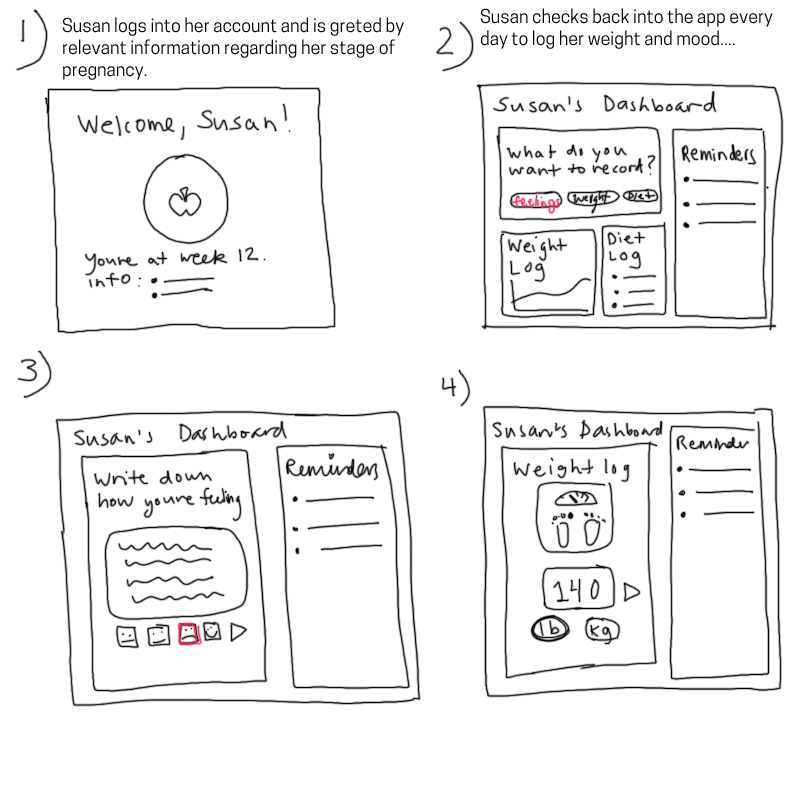 1)
Susan logs into her account and is greted by
relevant information regarding her stage of
pregnancy.
Welcome, Susan!
Youre at week 12.
info:
2)
Susan checks back into the app every
day to log her weight and mood....
Susan's Dashboard
What do you
want to record?
feelings weight Diet
Weight
Log
Diet
Log
Reminders
3)
Susan's Dashboard
Write down
how youre feeling
Reminders
4)
Susan's Dashboard
Weight log
140
lb kg
Reminder